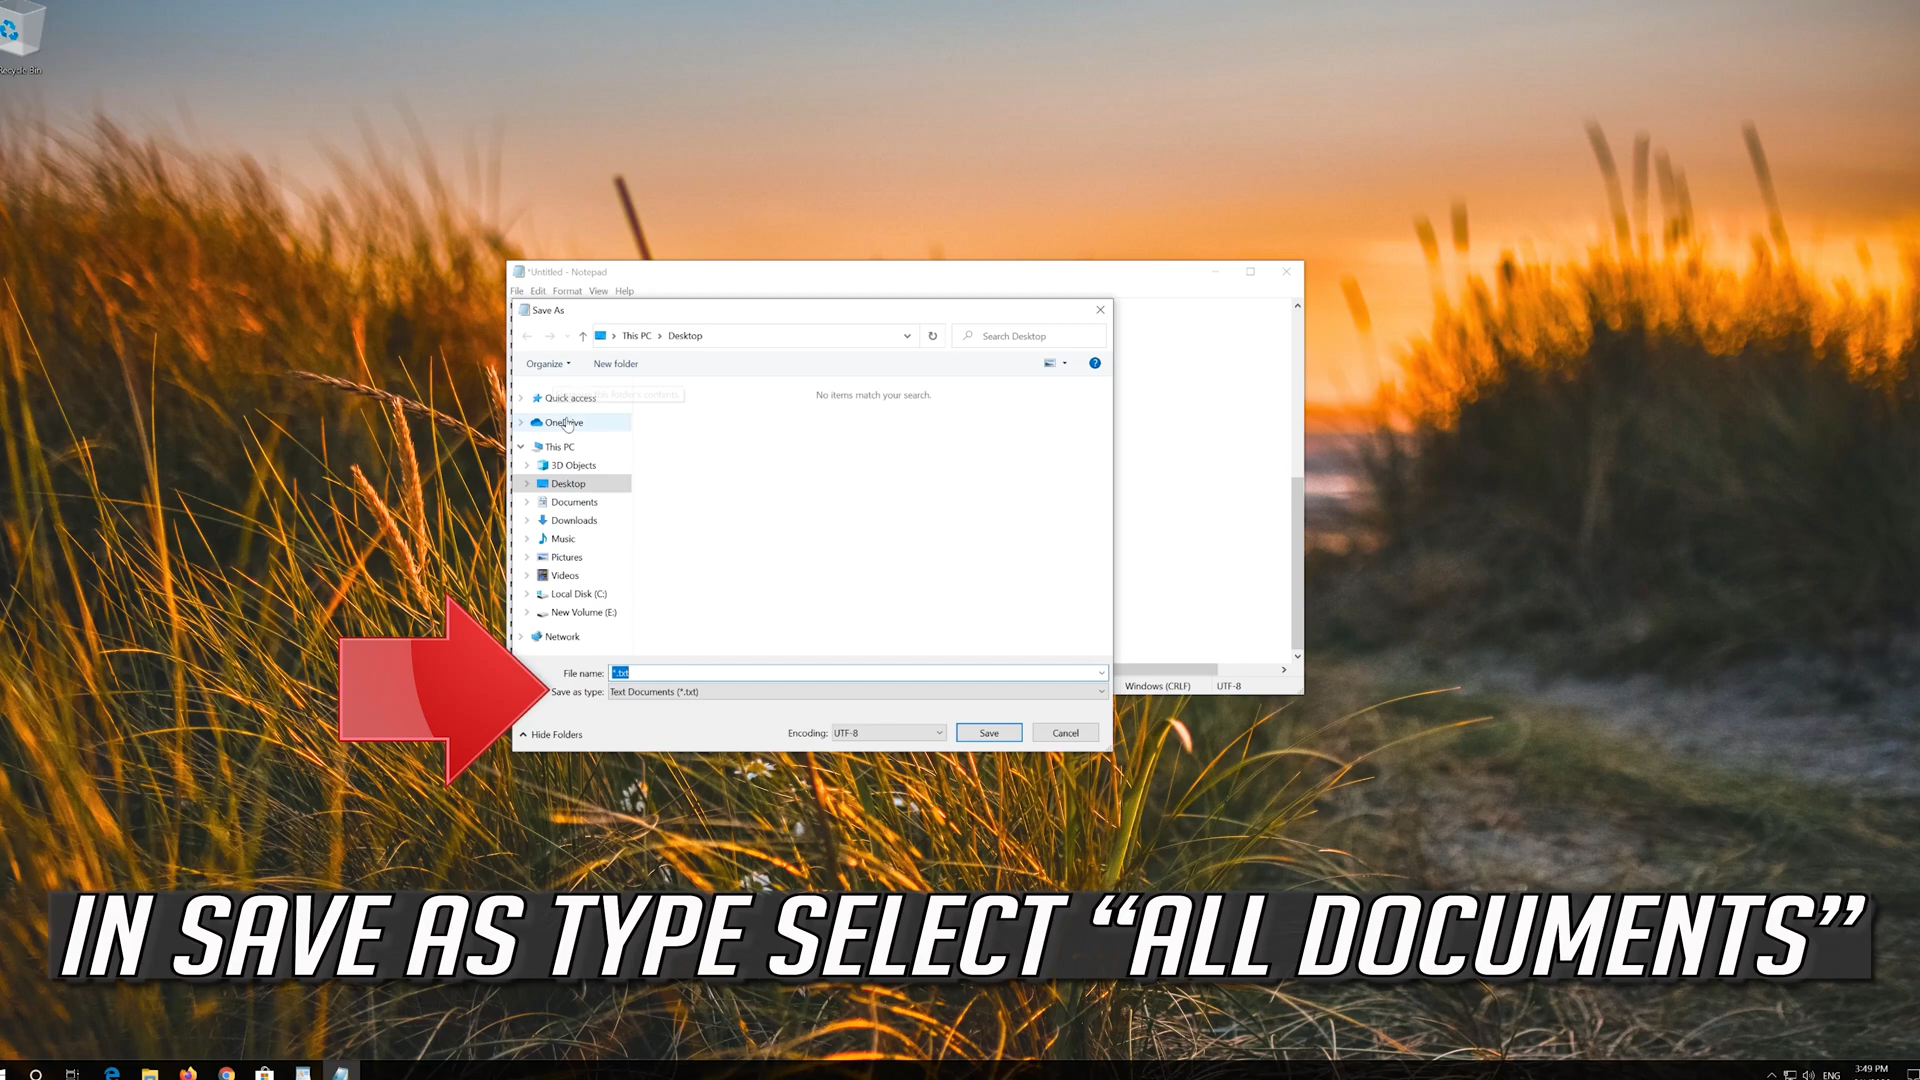 Recycle Bin
*Untitled - Notepad
File Edit Format View Help
Save As
This PC > Desktop
Search Desktop
Organize
New folder
Quick access
No items match your search.
OneDrive
This PC
3D Objects
Desktop
Documents
Downloads
Music
Pictures
Videos
Local Disk (C:)
New Volume (E:)
Network
File name: *.txt
Save as type: Text Documents (*.txt)
Windows (CRLF) UTF-8
Hide Folders
Encoding: UTF-8
Save
Cancel
IN SAVE AS TYPE SELECT “ALL DOCUMENTS”
ENG
3:49 PM